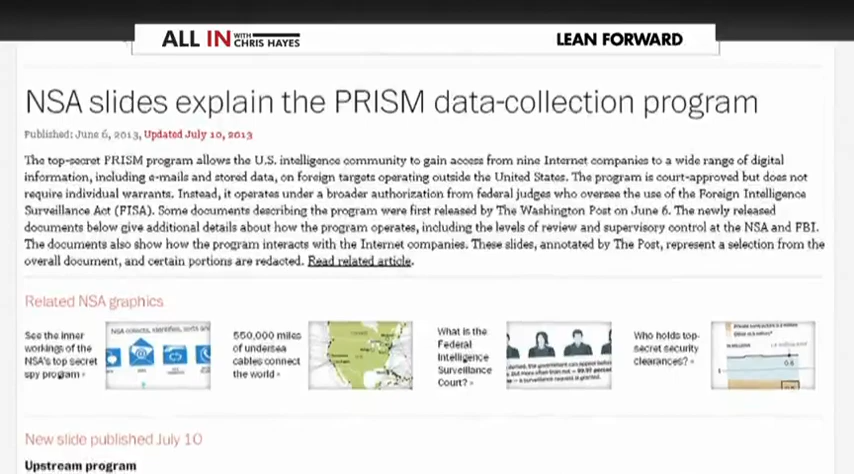 ALL IN WITH CHRIS HAYES
LEAN FORWARD
NSA slides explain the PRISM data-collection program
Published: June 6, 2013, Updated July 10, 2013
The top-secret PRISM program allows the U.S. intelligence community to gain access from nine Internet companies to a wide range of digital
information, including e-mails and stored data, on foreign targets operating outside the United States. The program is court-approved but does not
require individual warrants. Instead, it operates under a broader authorization from federal judges who oversee the use of the Foreign Intelligence
Surveillance Act (FISA). Some documents describing the program were first released by The Washington Post on June 6. The newly released
documents below give additional details about how the program operates, including the levels of review and supervisory control at the NSA and FBI.
The documents also show how the program interacts with the Internet companies. These slides, annotated by The Post, represent a selection from the
overall document, and certain portions are redacted. Read related article.
Related NSA graphics
See the inner
workings of the
NSA's top secret
spy program »
NSA collects, identifies, sorts and
550,000 miles
of undersea
cables connect
the world »
What is the
Federal
Intelligence
Surveillance
Court? »
Who holds top-
secret security
clearances? »
0.6
New slide published July 10
Upstream program